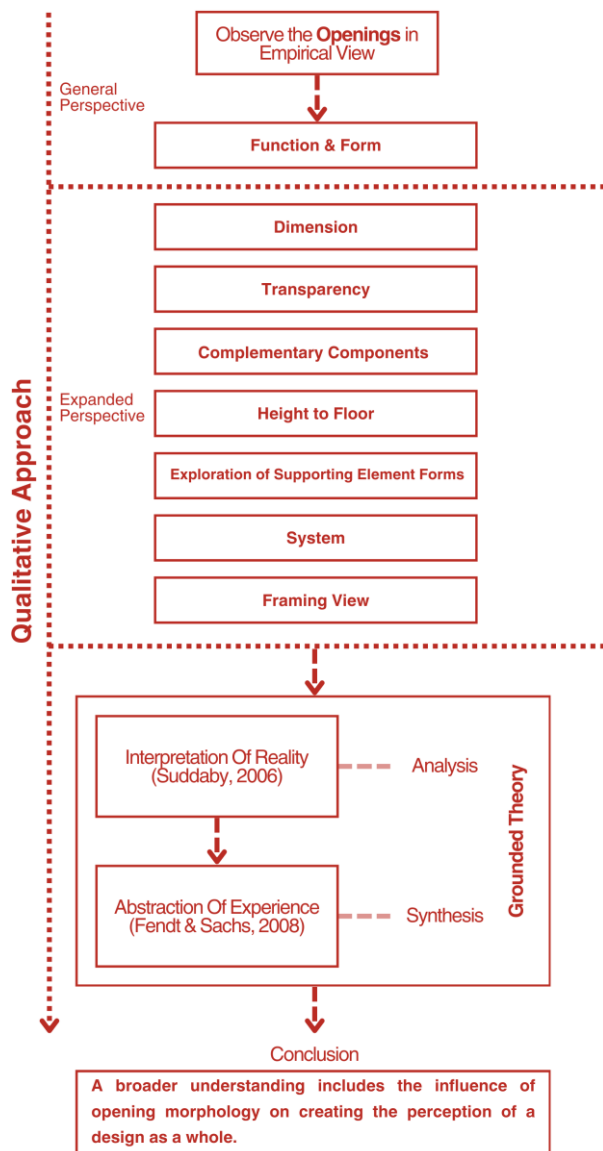 Observe the Openings in
Empirical View
General
Perspective
Function & Form
Dimension
Transparency
Complementary Components
Expanded
Perspective
Height to Floor
Exploration of Supporting Element Forms
System
Framing View
Qualitative Approach
Interpretation Of Reality
(Suddaby, 2006)
Analysis
Abstraction Of Experience
(Fendt & Sachs, 2008)
Synthesis
Grounded Theory
Conclusion
A broader understanding includes the influence of
opening morphology on creating the perception of a
design as a whole.